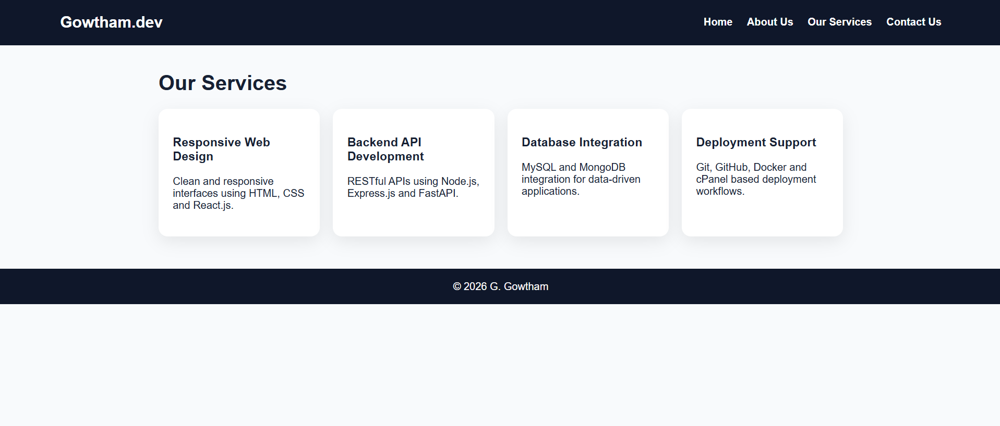 Gowtham.dev
Home About Us Our Services Contact Us
Our Services
Responsive Web
Design
Clean and responsive
interfaces using HTML, CSS
and React.js.
Backend API
Development
RESTful APIs using Node.js,
Express.js and FastAPI.
Database Integration
MySQL and MongoDB
integration for data-driven
applications.
Deployment Support
Git, GitHub, Docker and
cPanel based deployment
workflows.
© 2026 G. Gowtham